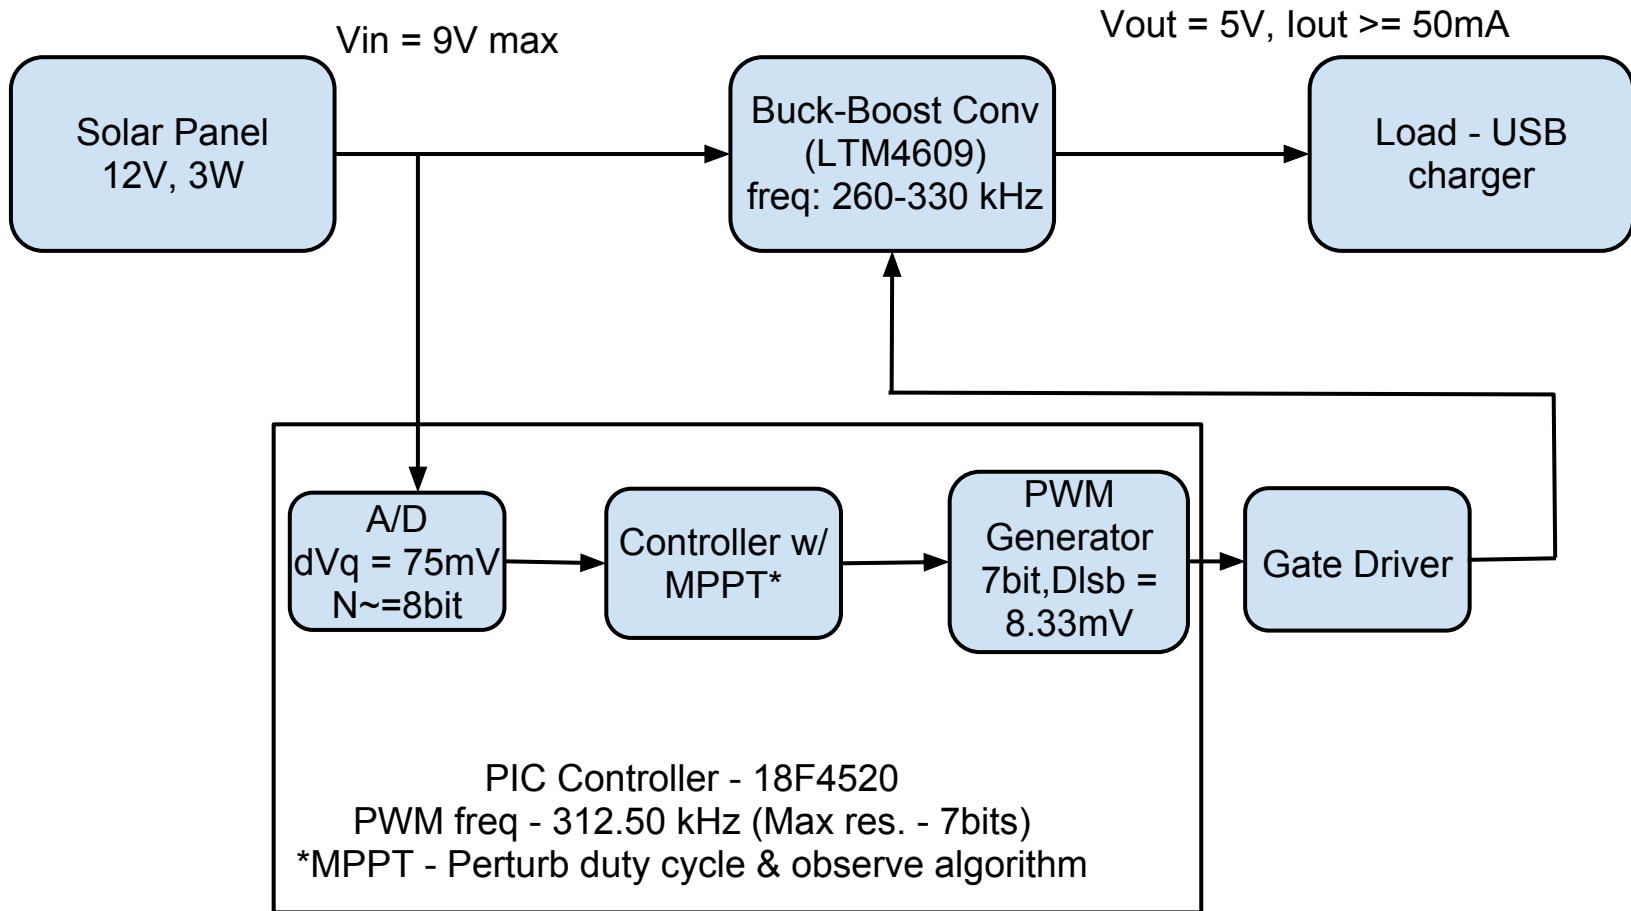 Vin = 9V max
Vout = 5V, Iout >= 50mA
Solar Panel
12V, 3W
Buck-Boost Conv
(LTM4609)
freq: 260-330 kHz
Load - USB
charger
A/D
dVq = 75mV
N~=8bit
Controller w/
MPPT*
PWM
Generator
7bit,Dlsb =
8.33mV
Gate Driver
PIC Controller - 18F4520
PWM freq - 312.50 kHz (Max res. - 7bits)
*MPPT - Perturb duty cycle & observe algorithm